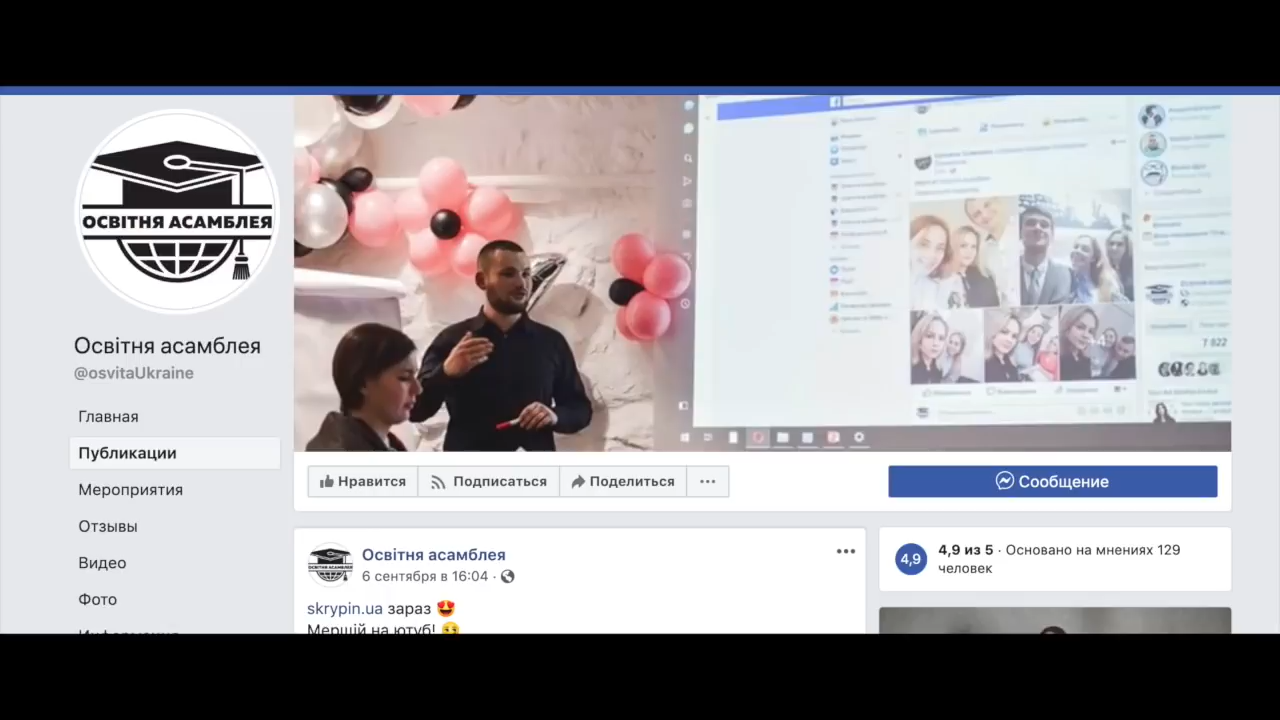 ОСВІТНЯ АСАМБЛЕЯ
Освітня асамблея
@osvitaUkraine
Главная
Публикации
Мероприятия
Отзывы
Видео
Фото
7 822
Нравится
Подписаться
Поделиться
Сообщение
Освітня асамблея
6 сентября в 16:04 ·
skrypin.ua зараз 😍
Мерщій на ютуб! 😏
4,9
4,9 из 5 · Основано на мнениях 129
человек